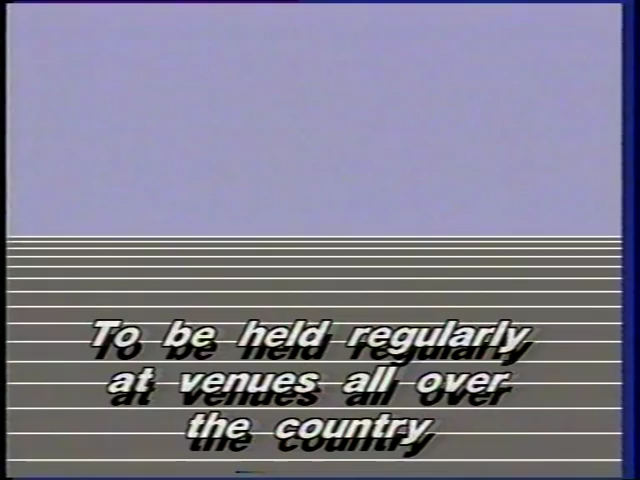 To be held regularly
at venues all over
the country